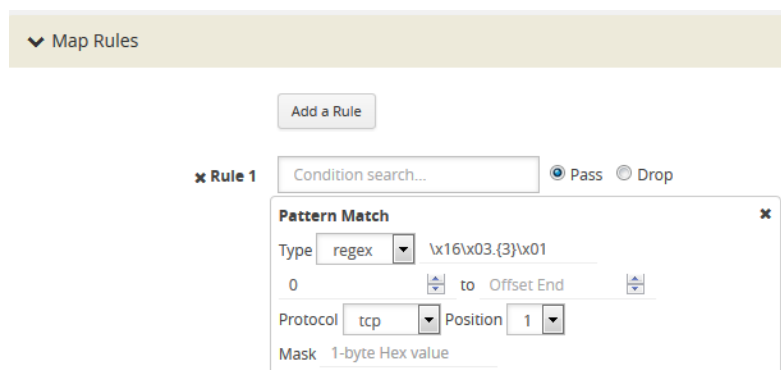 Map Rules
Add a Rule
Rule 1 Condition search... Pass Drop
Pattern Match
Type regex \x16\x03.{3}\x01
0 to Offset End
Protocol tcp Position 1
Mask 1-byte Hex value